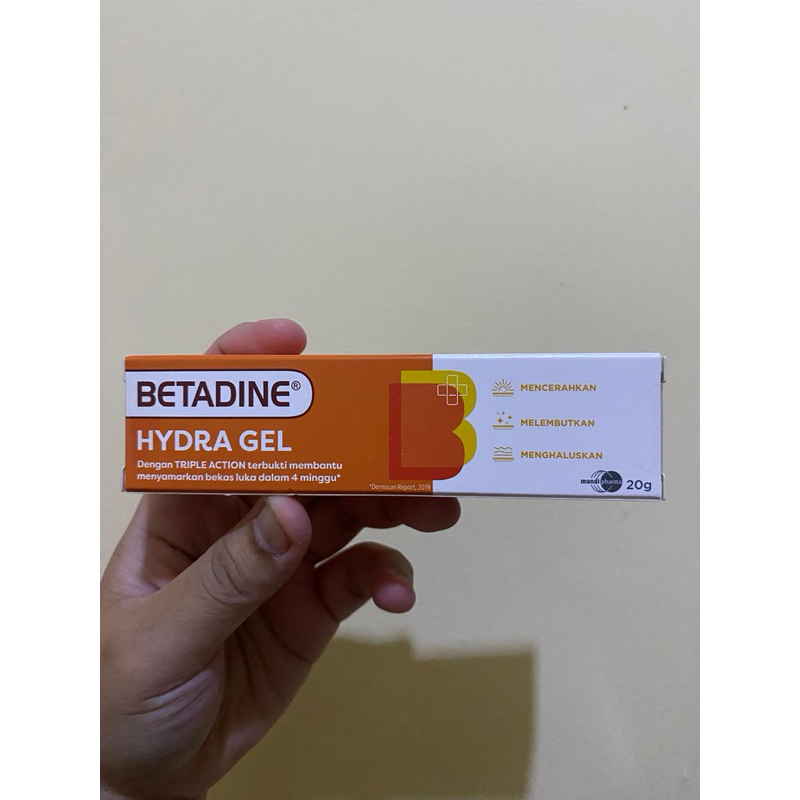 BETADINE®
HYDRA GEL
Dengan TRIPLE ACTION terbukti membantu
menyamarkan bekas luka dalam 4 minggu*
*Dermscan Report, 2019
B
MENCERAHKAN
MELEMBUTKAN
MENGHALUSKAN
mundipharma
20g